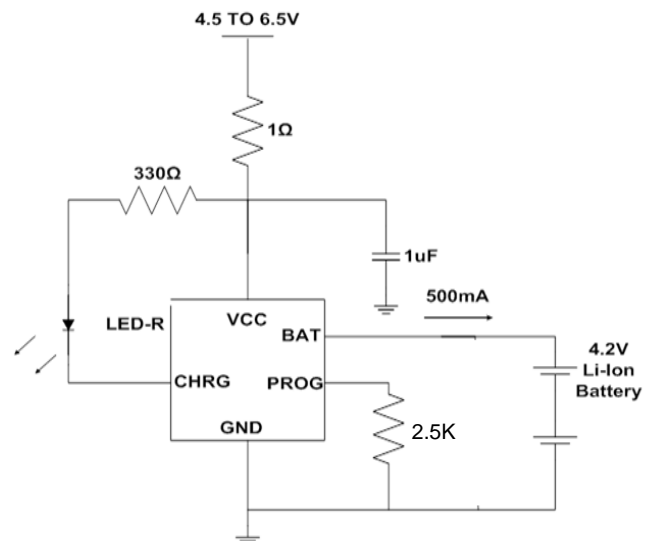 4.5 TO 6.5V
1Ω
330Ω
1uF
500mA
LED-R
VCC
BAT
4.2V
Li-Ion
Battery
CHRG
PROG
GND
2.5K